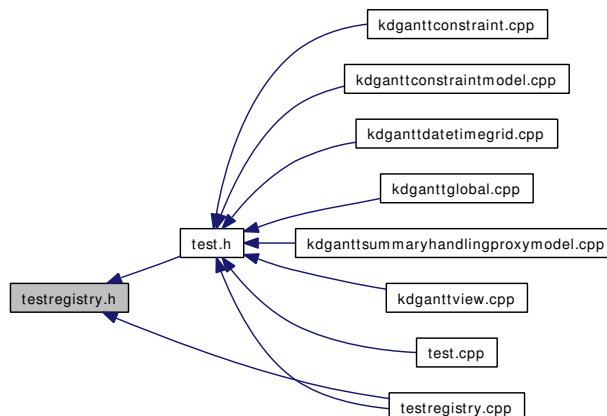 kdganttconstraint.cpp
kdganttconstraintmodel.cpp
kdganttdatetimegrid.cpp
kdganttglobal.cpp
test.h
kdganttsummaryhandlingproxymodel.cpp
testregistry.h
kdganttview.cpp
test.cpp
testregistry.cpp